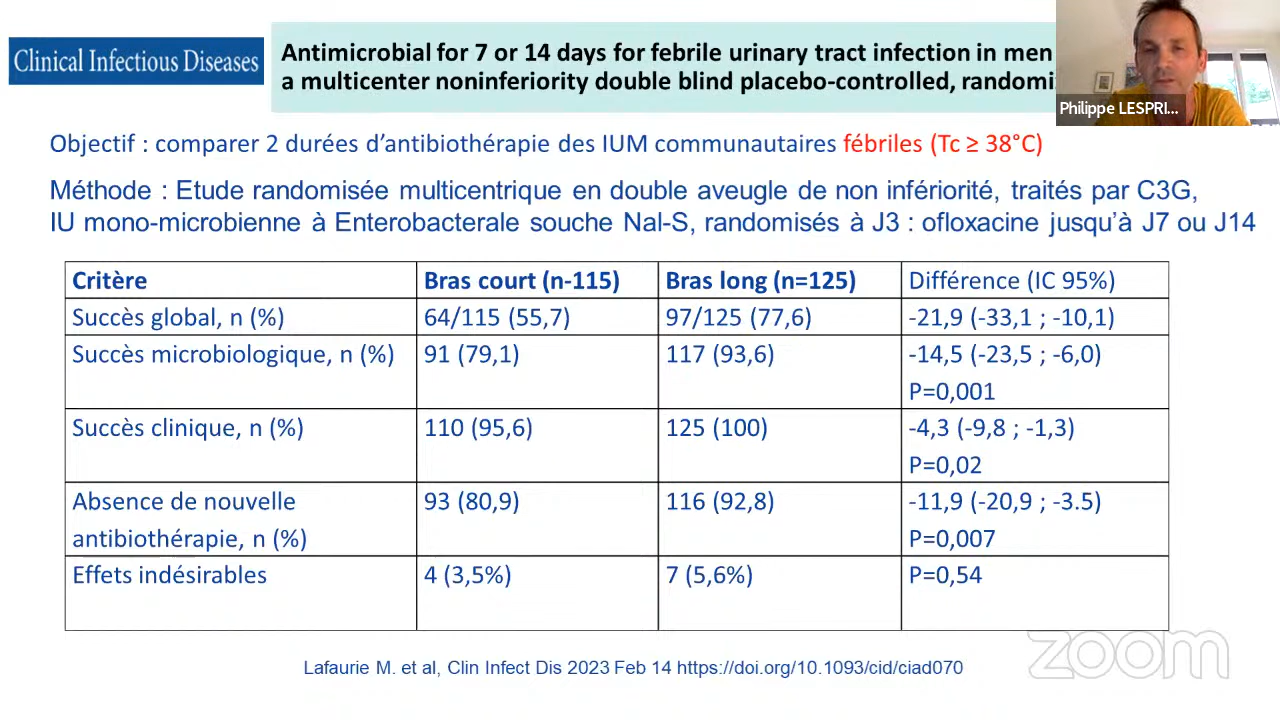 Clinical Infectious Diseases
Antimicrobial for 7 or 14 days for febrile urinary tract infection in men
a multicenter noninferiority double blind placebo-controlled,
Philippe LESPRI...
Objectif : comparer 2 durées d’antibiothérapie des IUM communautaires fébriles (Tc ≥ 38°C)
Méthode : Etude randomisée multicentrique en double aveugle de non infériorité, traités par C3G,
IU mono-microbienne à Enterobacterale souche Nal-S, randomisés à J3 : ofloxacine jusqu’à J7 ou J14
Critère Bras court (n-115) Bras long (n=125) Différence (IC 95%)
Succès global, n (%) 64/115 (55,7) 97/125 (77,6) -21,9 (-33,1 ; -10,1)
Succès microbiologique, n (%) 91 (79,1) 117 (93,6) -14,5 (-23,5 ; -6,0)
P=0,001
Succès clinique, n (%) 110 (95,6) 125 (100) -4,3 (-9,8 ; -1,3)
P=0,02
Absence de nouvelle 93 (80,9) 116 (92,8) -11,9 (-20,9 ; -3.5)
antibiothérapie, n (%) P=0,007
Effets indésirables 4 (3,5%) 7 (5,6%) P=0,54
zoom
Lafaurie M. et al, Clin Infect Dis 2023 Feb 14 https://doi.org/10.1093/cid/ciad070